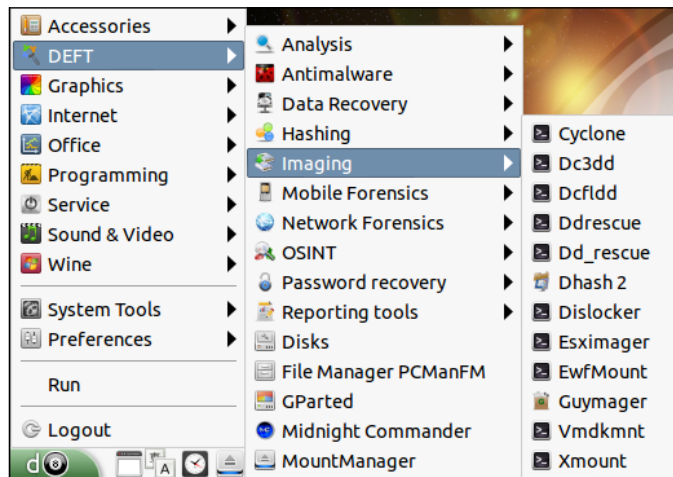 Accessories
DEFT
Graphics
Internet
Office
Programming
Service
Sound & Video
Wine
System Tools
Preferences
Run
Logout
d8
A
Analysis
Antimalware
Data Recovery
Hashing
Imaging
Mobile Forensics
Network Forensics
OSINT
Password recovery
Reporting tools
Disks
File Manager PCManFM
GParted
Midnight Commander
MountManager
Cyclone
Dc3dd
Dcfldd
Ddrescue
Dd_rescue
Dhash 2
Dislocker
Esximager
EwfMount
Guymager
Vmdkmnt
Xmount